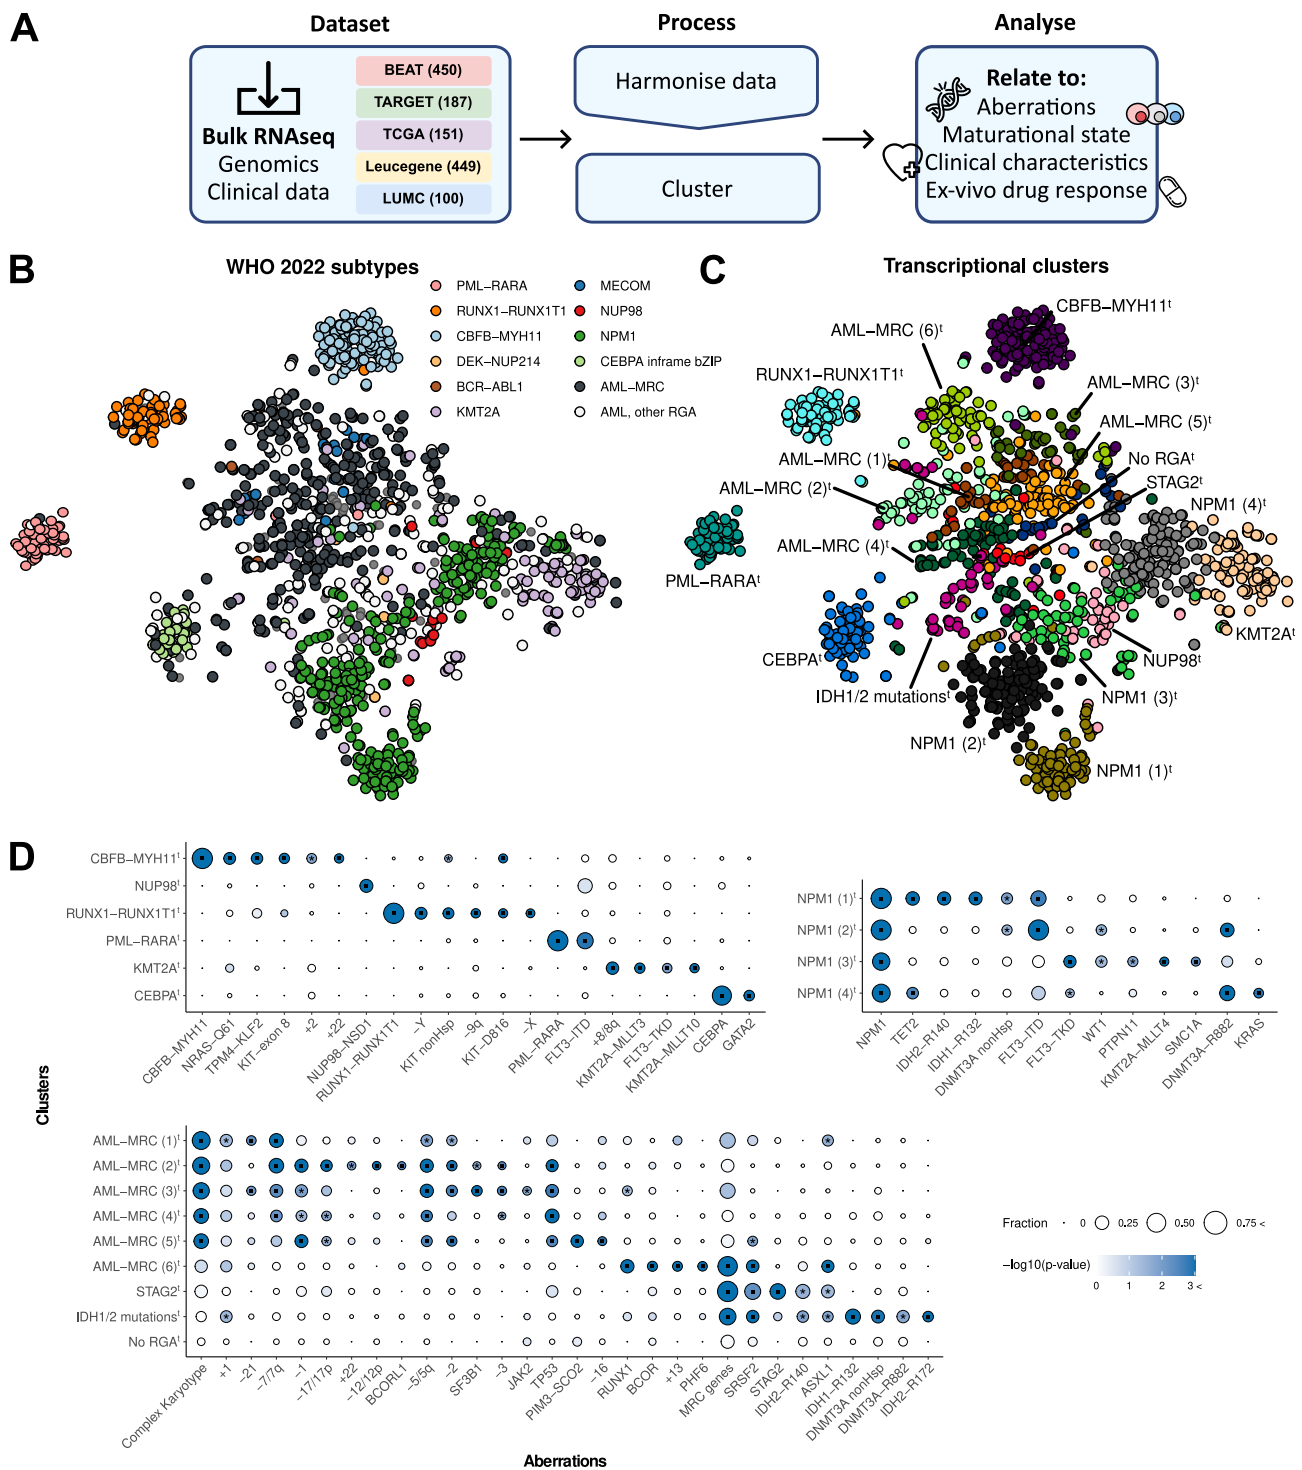 A
Dataset
Process
Analyse
BEAT (450)
TARGET (187)
TCGA (151)
Leucegene (449)
LUMC (100)
Bulk RNAseq
Genomics
Clinical data
Harmonise data
Cluster
Relate to:
Aberrations
Maturational state
Clinical characteristics
Ex-vivo drug response
B
WHO 2022 subtypes
PML−RARA
RUNX1−RUNX1T1
CBFB−MYH11
DEK−NUP214
BCR−ABL1
KMT2A
MECOM
NUP98
NPM1
CEBPA inframe bZIP
AML−MRC
AML, other RGA
C
Transcriptional clusters
CBFB−MYH11ᵗ
AML−MRC (6)ᵗ
RUNX1−RUNX1T1ᵗ
AML−MRC (3)ᵗ
AML−MRC (5)ᵗ
AML−MRC (1)ᵗ
No RGAᵗ
STAG2ᵗ
AML−MRC (2)ᵗ
NPM1 (4)ᵗ
AML−MRC (4)ᵗ
PML−RARAᵗ
KMT2Aᵗ
CEBPAᵗ
NUP98ᵗ
IDH1/2 mutationsᵗ
NPM1 (3)ᵗ
NPM1 (2)ᵗ
NPM1 (1)ᵗ
D
CBFB−MYH11ᵗ
NUP98ᵗ
RUNX1−RUNX1T1ᵗ
PML−RARAᵗ
KMT2Aᵗ
CEBPAᵗ
CBFB−MYH11
NRAS−Q61
TPM4−KLF2
KIT−exon 8
+2
+22
NUP98−NSD1
RUNX1−RUNX1T1
−Y
KIT nonHsp
−9q
KIT−D816
−X
PML−RARA
FLT3−ITD
+8/8q
KMT2A−MLLT3
FLT3−TKD
KMT2A−MLLT10
CEBPA
GATA2
NPM1 (1)ᵗ
NPM1 (2)ᵗ
NPM1 (3)ᵗ
NPM1 (4)ᵗ
NPM1
TET2
IDH2−R140
IDH1−R132
DNMT3A nonHsp
FLT3−ITD
FLT3−TKD
WT1
PTPN11
KMT2A−MLLT4
SMC1A
DNMT3A−R882
KRAS
Clusters
AML−MRC (1)ᵗ
AML−MRC (2)ᵗ
AML−MRC (3)ᵗ
AML−MRC (4)ᵗ
AML−MRC (5)ᵗ
AML−MRC (6)ᵗ
STAG2ᵗ
IDH1/2 mutationsᵗ
No RGAᵗ
Complex Karyotype
+1
−21
−7/7q
−1
−17/17p
+22
−12/12p
BCORL1
−5/5q
−2
SF3B1
−3
JAK2
TP53
PIM3−SCO2
−16
RUNX1
BCOR
+13
PHF6
MRC genes
SRSF2
STAG2
IDH2−R140
ASXL1
IDH1−R132
DNMT3A nonHsp
DNMT3A−R882
IDH2−R172
Aberrations
Fraction 0 0.25 0.50 0.75 <
−log10(p-value)
0 1 2 3 <